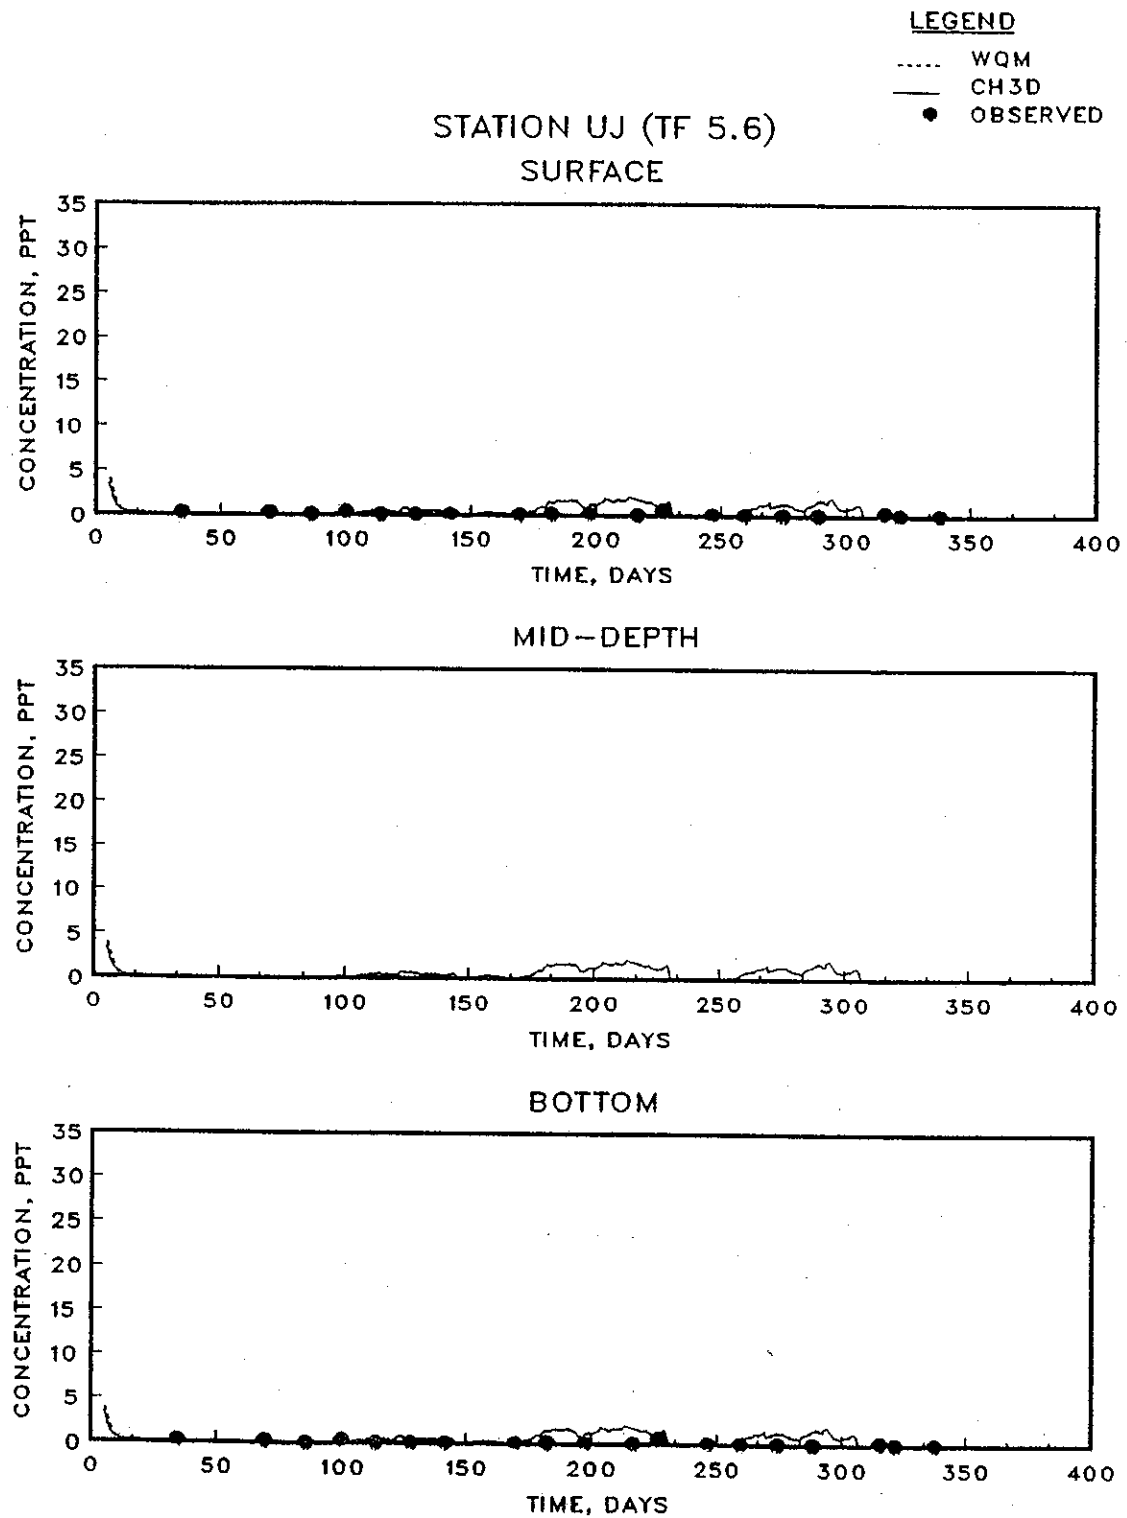 LEGEND
WQM
CH3D
OBSERVED
STATION UJ (TF 5.6)
SURFACE
CONCENTRATION, PPT
35
30
25
20
15
10
5
0
0 50 100 150 200 250 300 350 400
TIME, DAYS
MID-DEPTH
CONCENTRATION, PPT
35
30
25
20
15
10
5
0
0 50 100 150 200 250 300 350 400
TIME, DAYS
BOTTOM
CONCENTRATION, PPT
35
30
25
20
15
10
5
0
0 50 100 150 200 250 300 350 400
TIME, DAYS